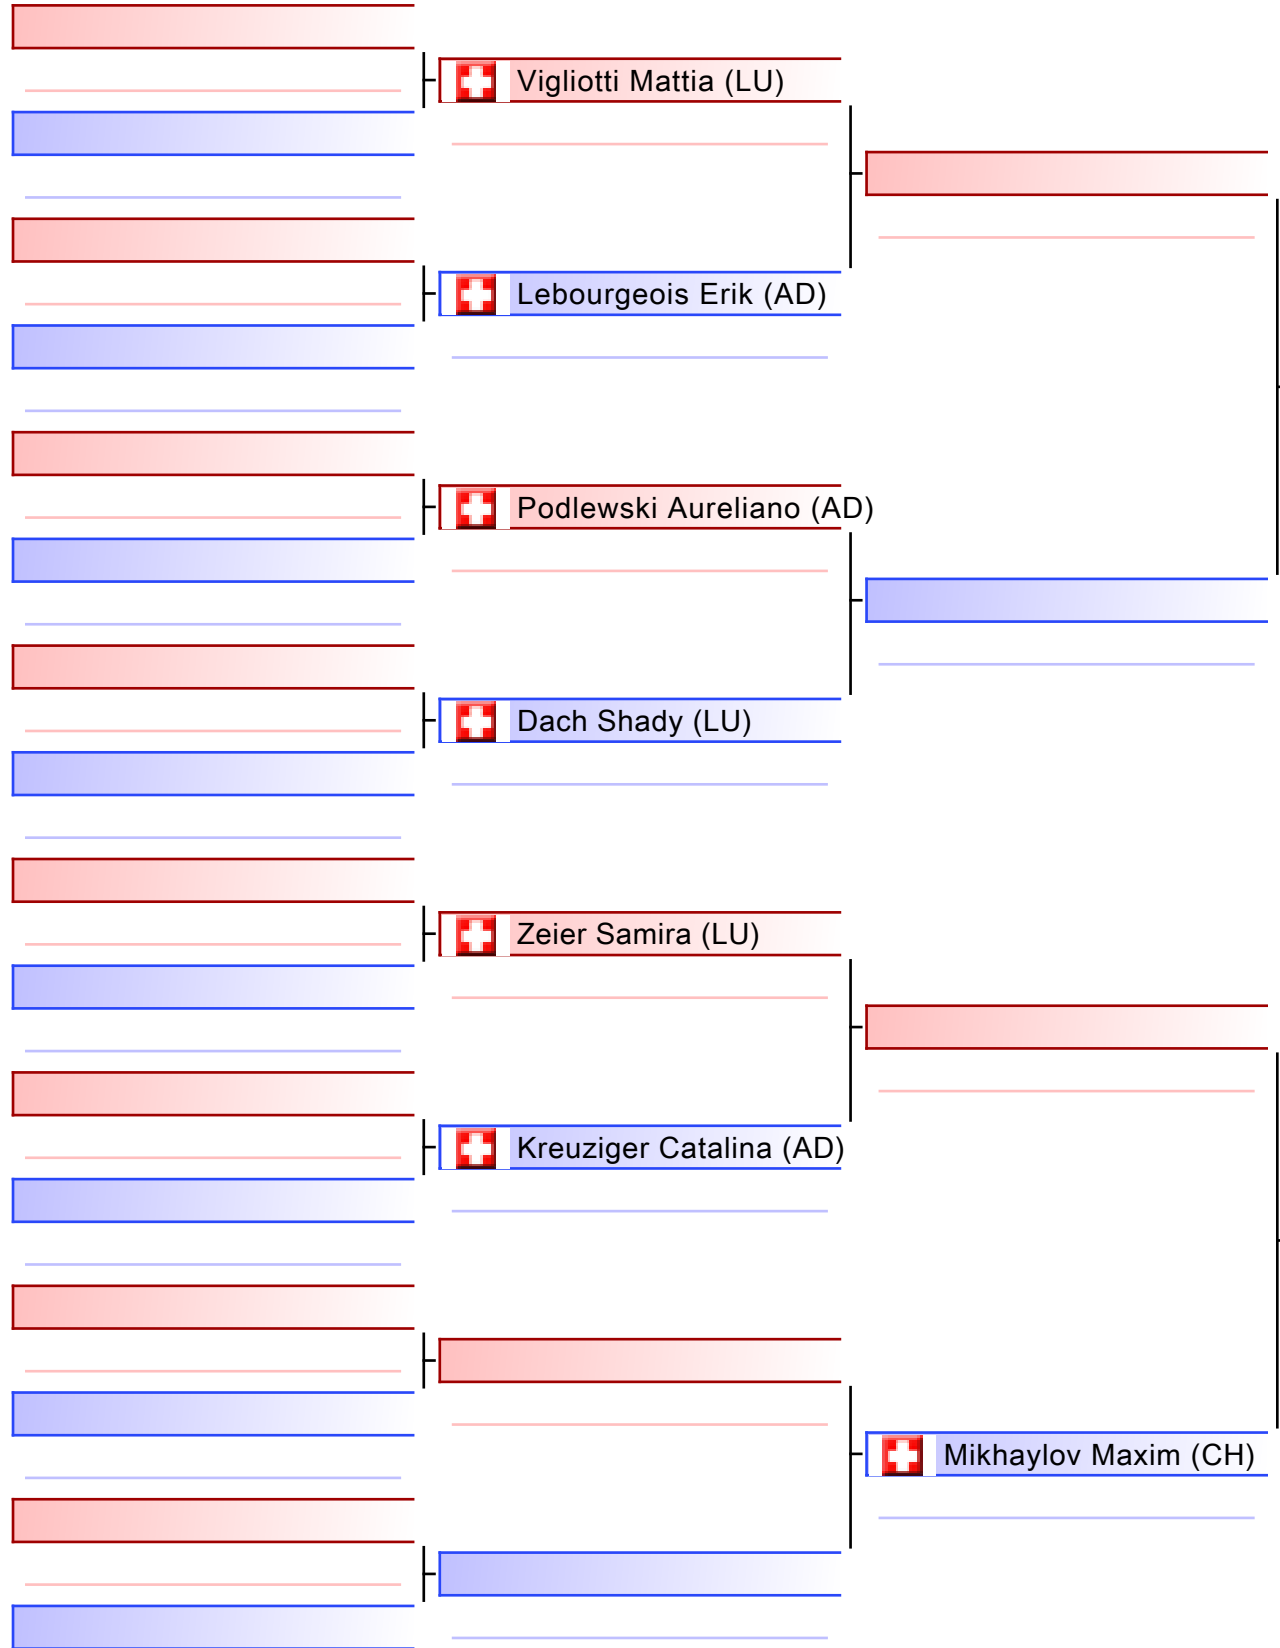 Vigliotti Mattia (LU)
Lebourgeois Erik (AD)
Podlewski Aureliano (AD)
Dach Shady (LU)
Zeier Samira (LU)
Kreuziger Catalina (AD)
Mikhaylov Maxim (CH)